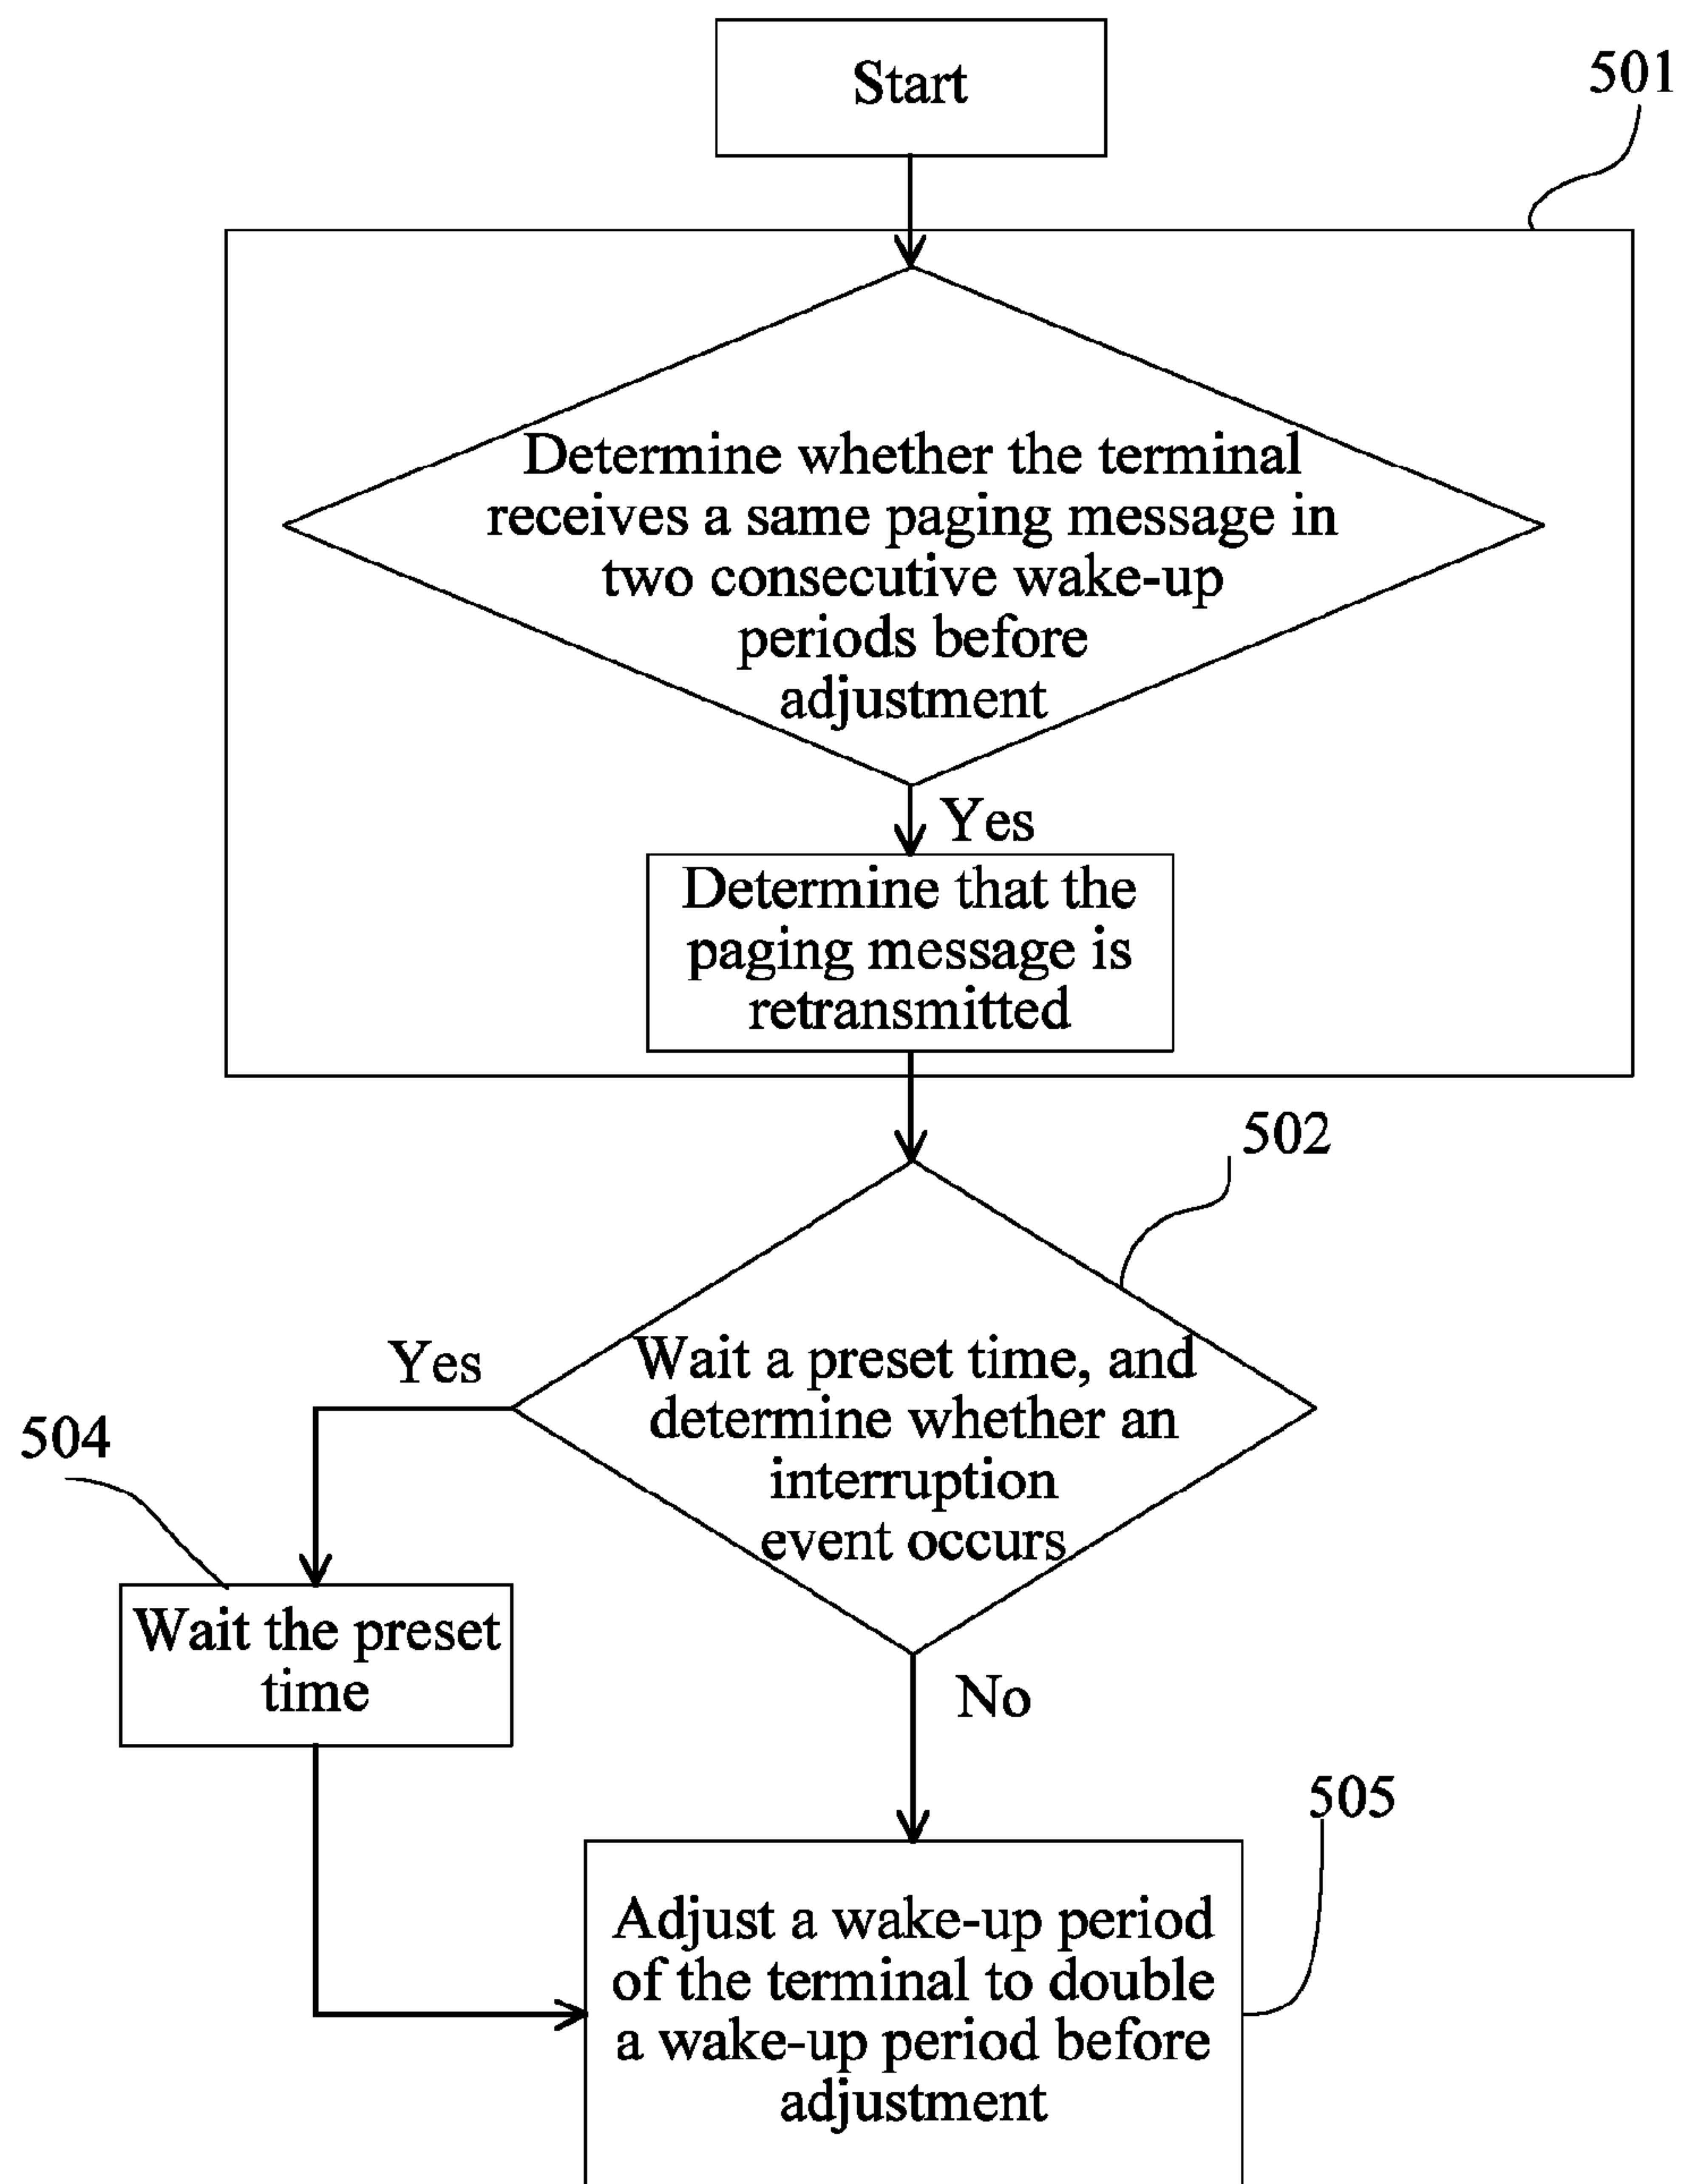 Start
501
Determine whether the terminal
receives a same paging message in
two consecutive wake-up
periods before
adjustment
Yes
Determine that the
paging message is
retransmitted
502
Yes
Wait a preset time, and
determine whether an
interruption
event occurs
504
Wait the preset
time
No
505
Adjust a wake-up period
of the terminal to double
a wake-up period before
adjustment